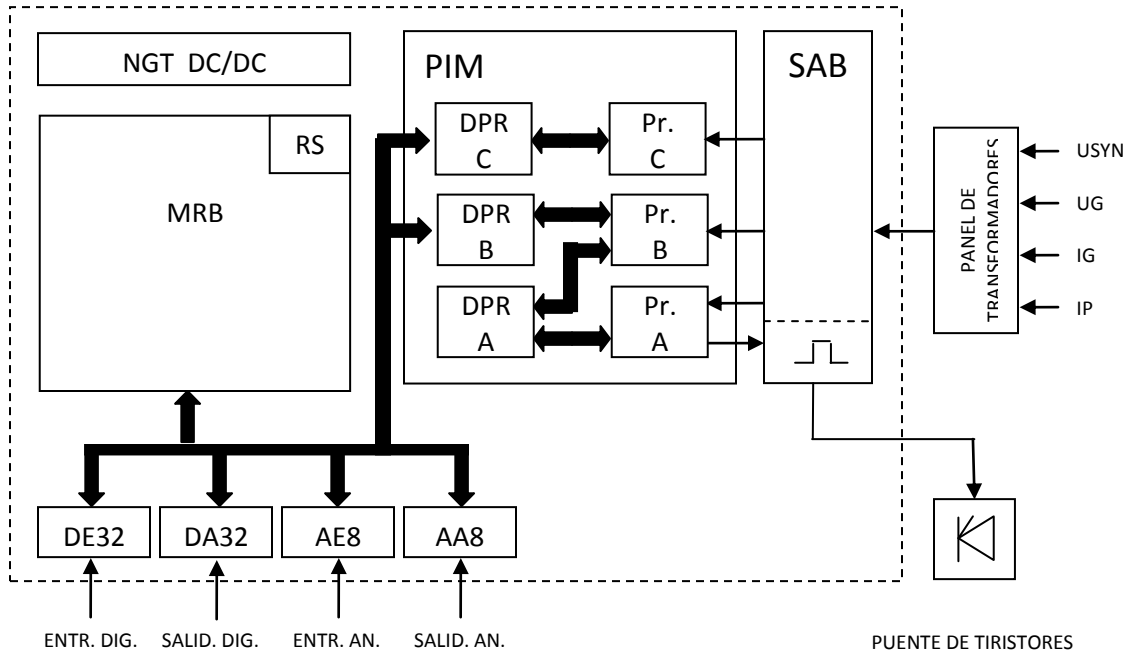 NGT DC/DC
PIM
SAB
RS
MRB
DPR
C
Pr.
C
DPR
B
Pr.
B
DPR
A
Pr.
A
PANEL DE
TRANSFORMADORES
USYN
UG
IG
IP
DE32
DA32
AE8
AA8
ENTR. DIG.
SALID. DIG.
ENTR. AN.
SALID. AN.
PUENTE DE TIRISTORES